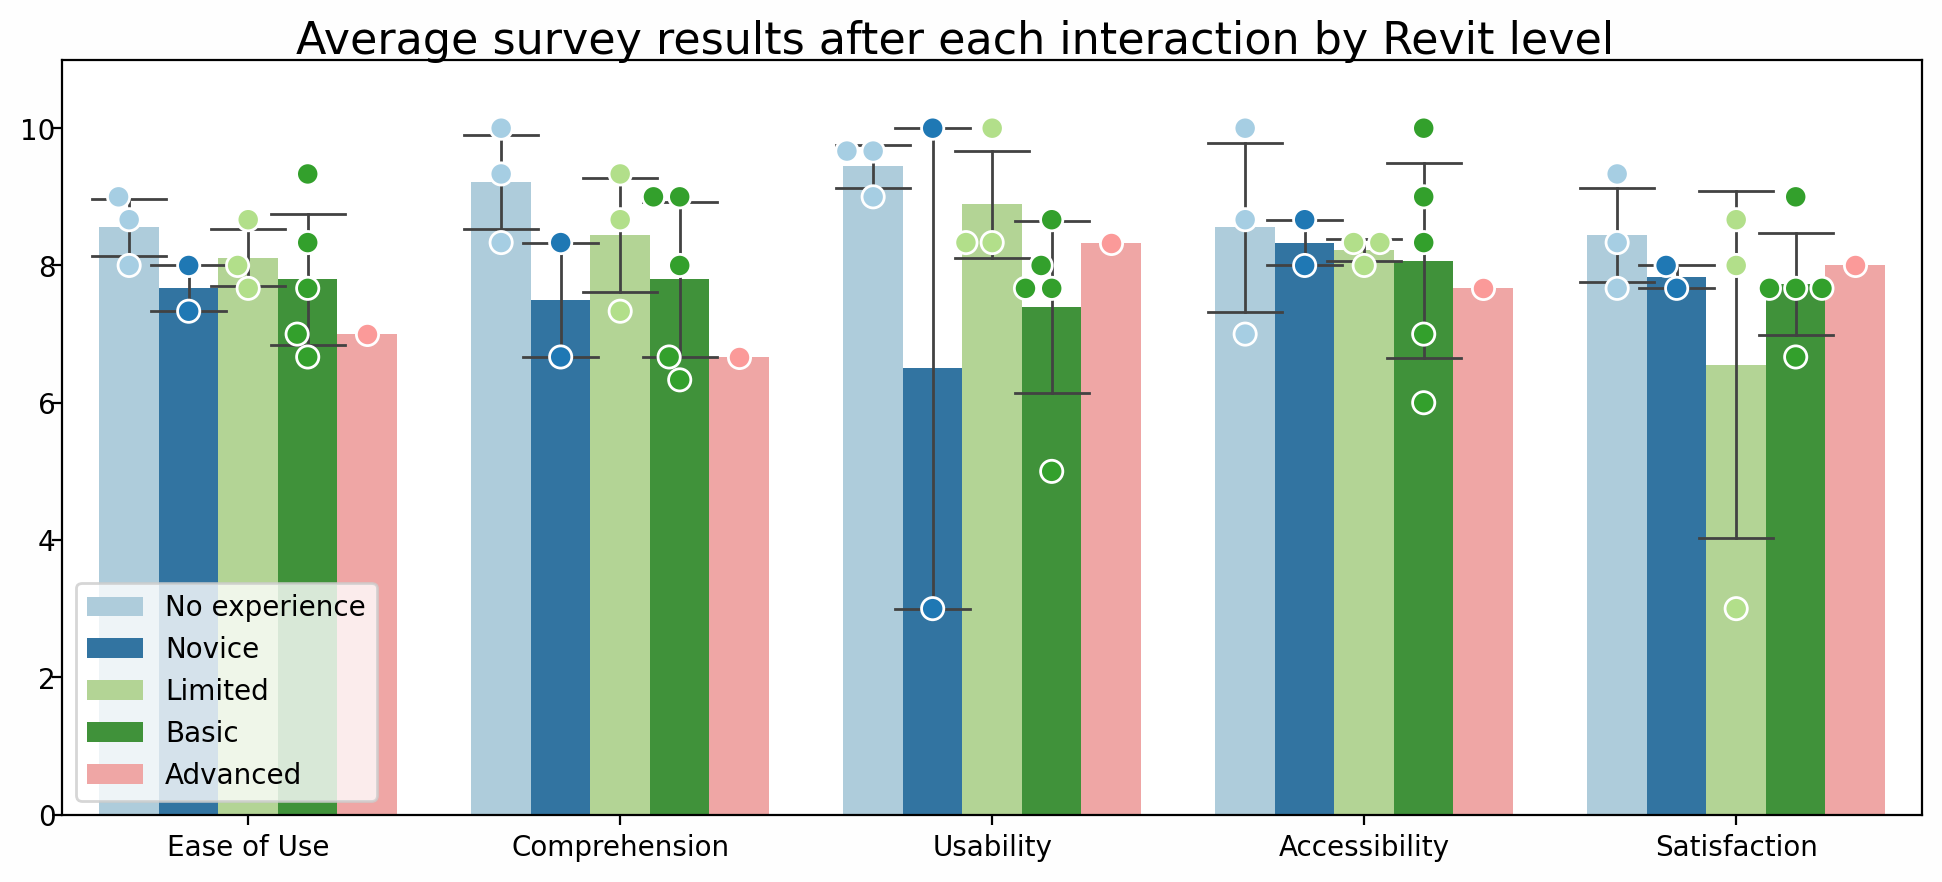 Average survey results after each interaction by Revit level
10
8
6
4
2
0
No experience
Novice
Limited
Basic
Advanced
Ease of Use
Comprehension
Usability
Accessibility
Satisfaction